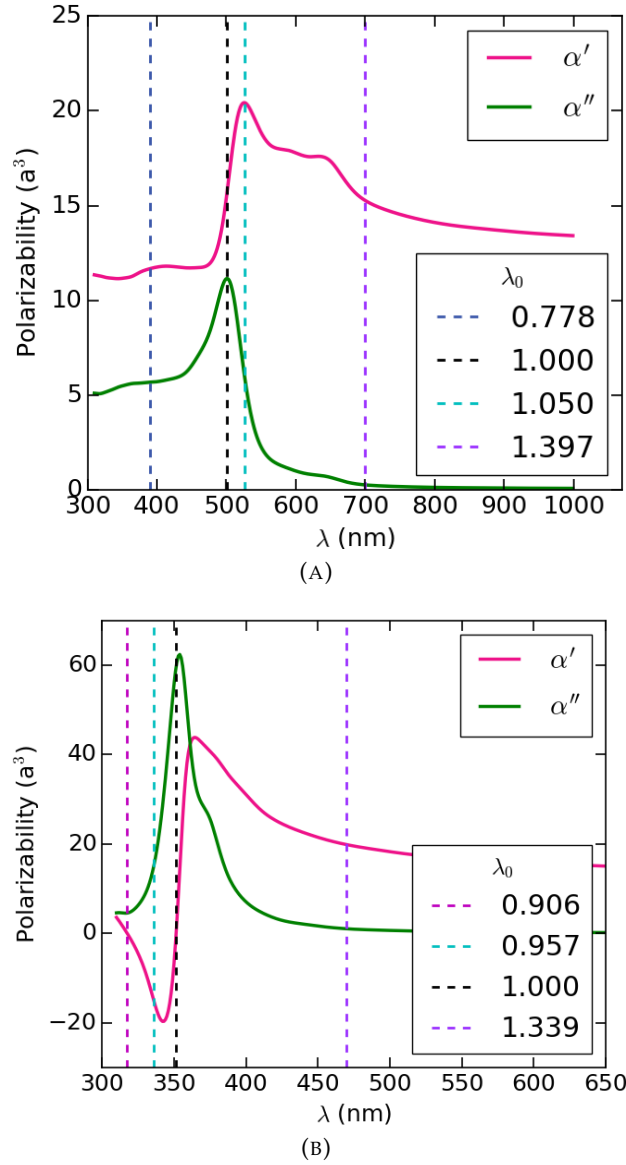 25
20
15
10
5
0
Polarizability (a³)
α′
α″
λ₀
0.778
1.000
1.050
1.397
300 400 500 600 700 800 900 1000
λ (nm)
(A)
60
40
20
0
−20
Polarizability (a³)
α′
α″
λ₀
0.906
0.957
1.000
1.339
300 350 400 450 500 550 600 650
λ (nm)
(B)